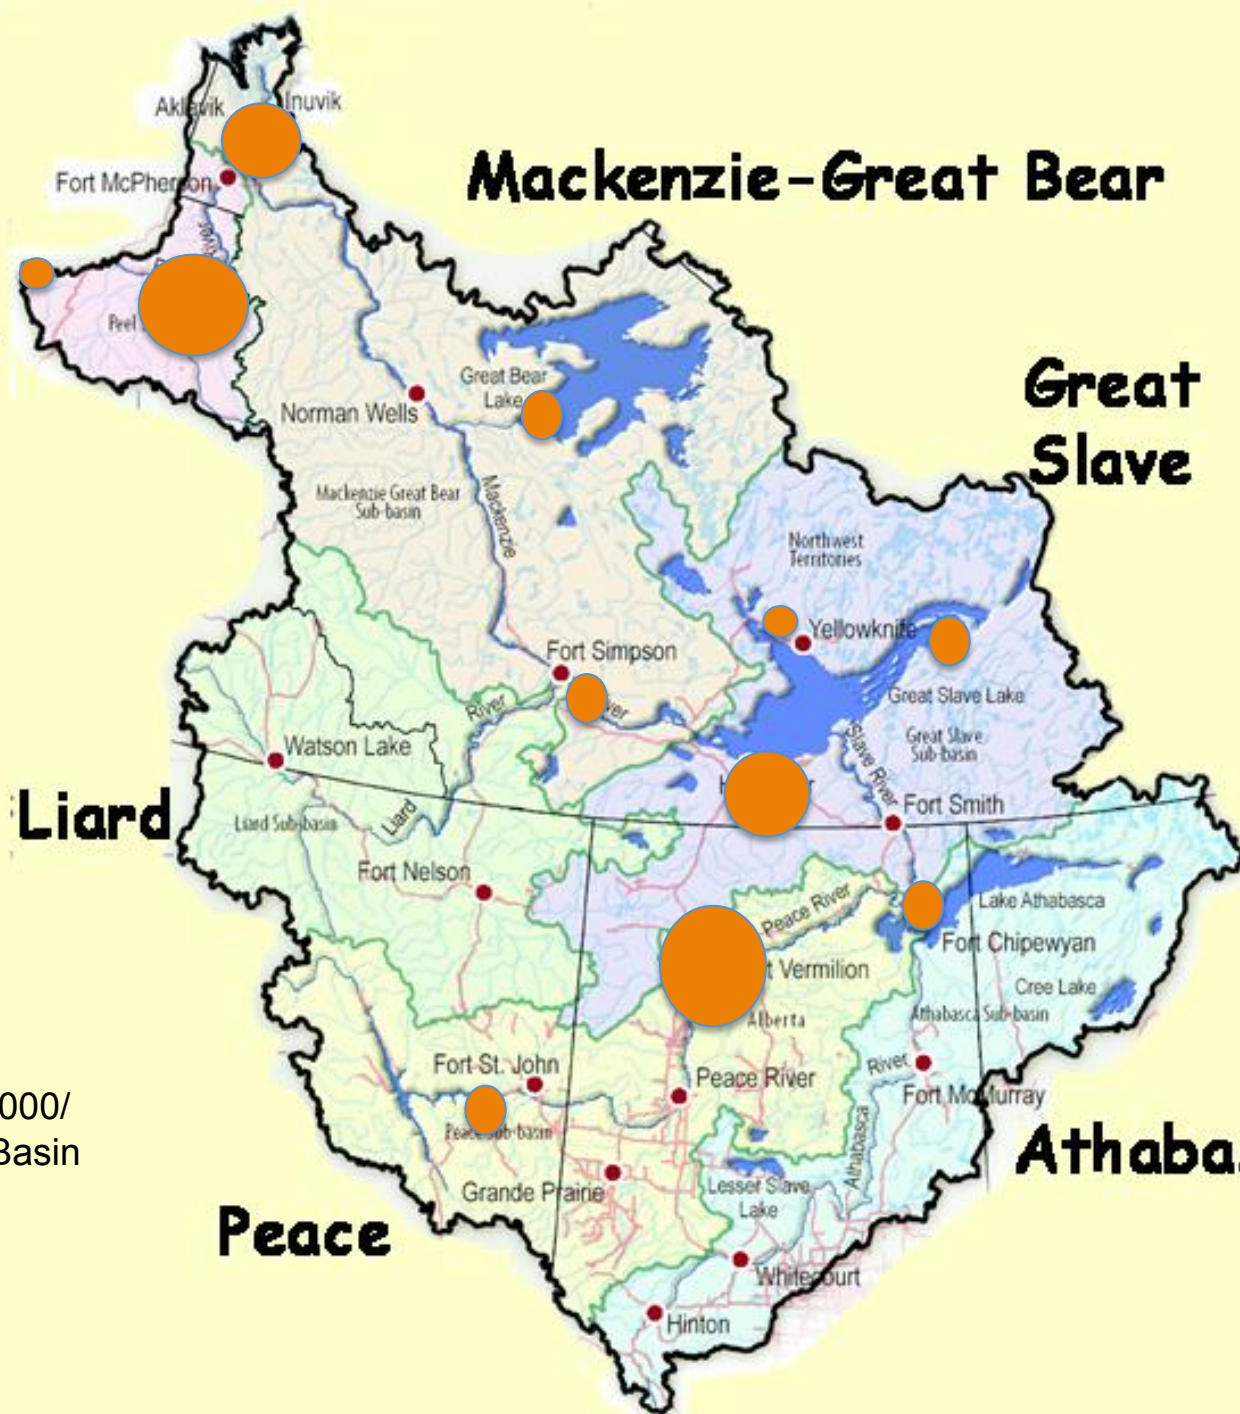 Aklavik
Inuvik
Mackenzie-Great Bear
Fort McPherson
Peel
Great Bear
Lake
Great
Slave
Norman Wells
Mackenzie Great Bear
Sub-basin
Mackenzie
Northwest
Territories
Yellowknife
Fort Simpson
River
Great Slave Lake
Watson Lake
Great Slave
Sub-basin
Slave River
Liard
Liard Sub-basin
Liard
Fort Smith
Fort Nelson
Peace River
Lake Athabasca
Fort Chipewyan
Vermilion
Cree Lake
Alberta
Athabasca Sub-basin
Fort St. John
Peace River
River
Fort McMurray
000/
Basin
Peace Sub-basin
Athaba
Athabasca
Grande Prairie
Lesser Slave
Lake
Peace
Whitecourt
Hinton